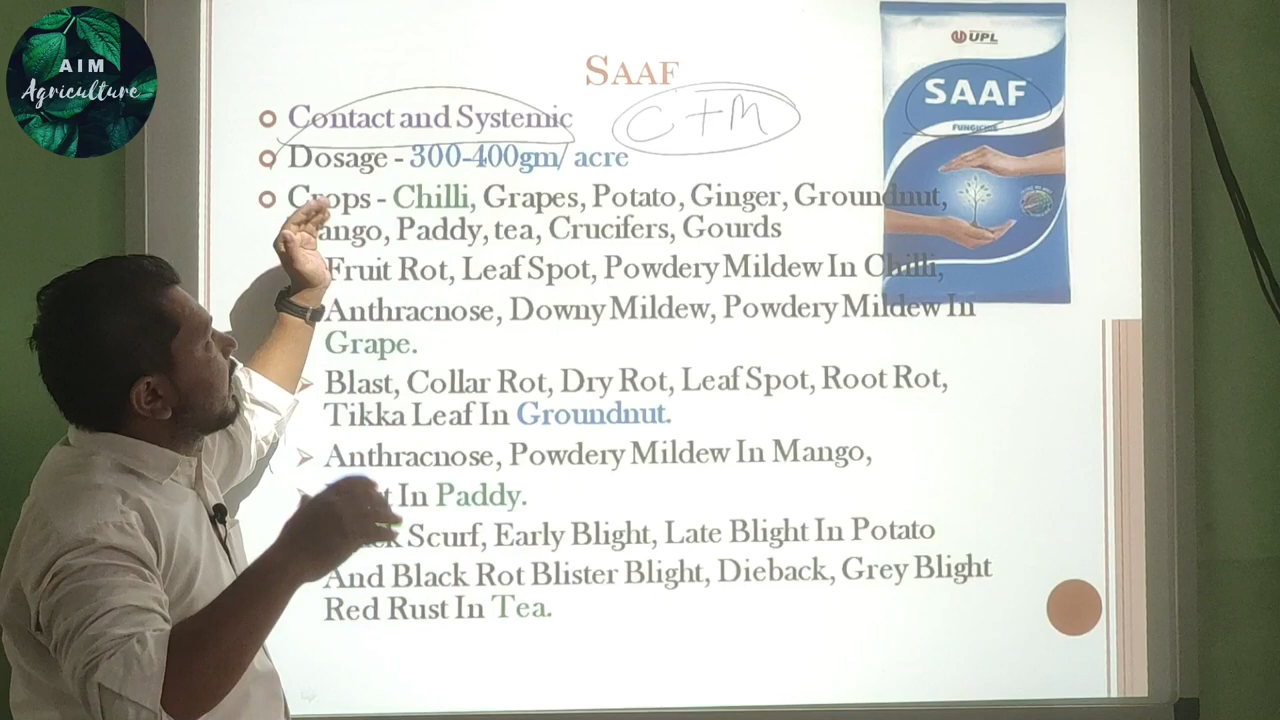 AIM
Agriculture
UPL
SAAF
SAAF
FUNGICIDE
Contact and Systemic
C+M
Dosage - 300-400gm/ acre
Crops - Chilli, Grapes, Potato, Ginger, Groundnut,
ango, Paddy, tea, Crucifers, Gourds
Fruit Rot, Leaf Spot, Powdery Mildew In Chilli,
Anthracnose, Downy Mildew, Powdery Mildew In
Grape.
Blast, Collar Rot, Dry Rot, Leaf Spot, Root Rot,
Tikka Leaf In Groundnut.
Anthracnose, Powdery Mildew In Mango,
In Paddy.
Scurf, Early Blight, Late Blight In Potato
And Black Rot Blister Blight, Dieback, Grey Blight
Red Rust In Tea.